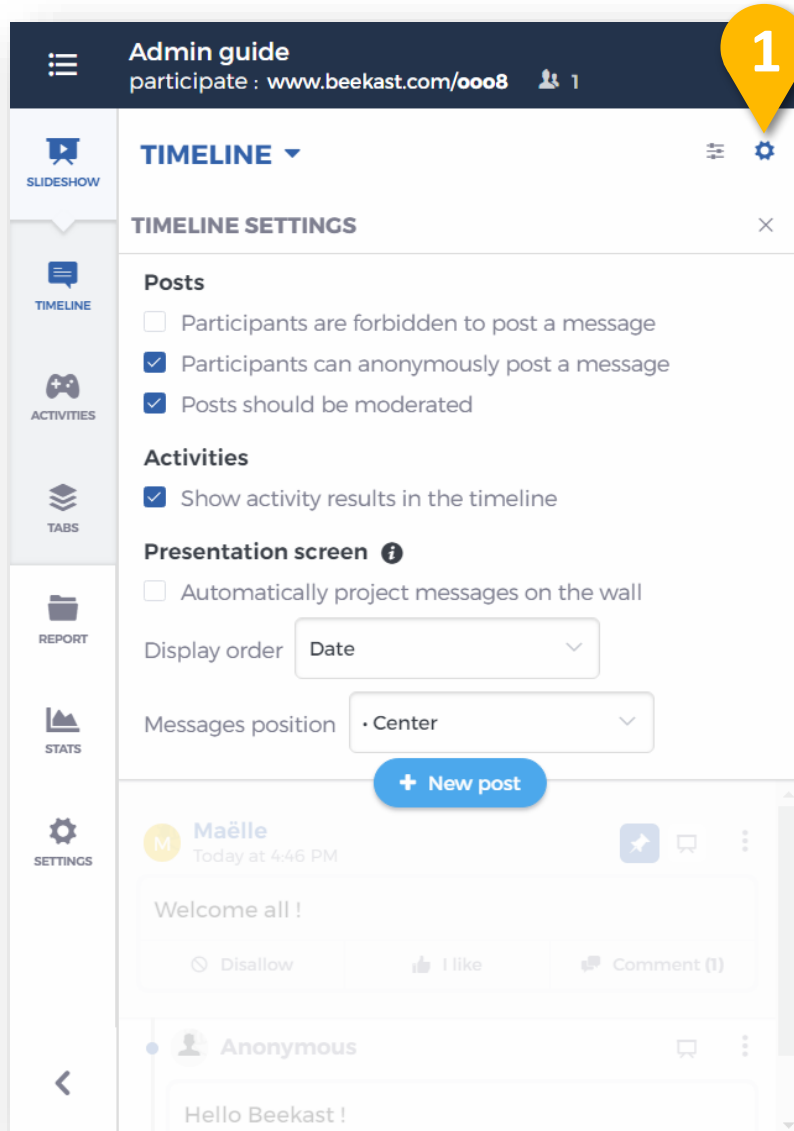 Admin guide
participate : www.beekast.com/ooo8 1
1
SLIDESHOW
TIMELINE
ACTIVITIES
TABS
REPORT
STATS
SETTINGS
TIMELINE
TIMELINE SETTINGS
Posts
Participants are forbidden to post a message
Participants can anonymously post a message
Posts should be moderated
Activities
Show activity results in the timeline
Presentation screen
Automatically project messages on the wall
Display order Date
Messages position • Center
+ New post
M Maëlle
Today at 4:46 PM
Welcome all !
Disallow I like Comment (1)
Anonymous
Hello Beekast !